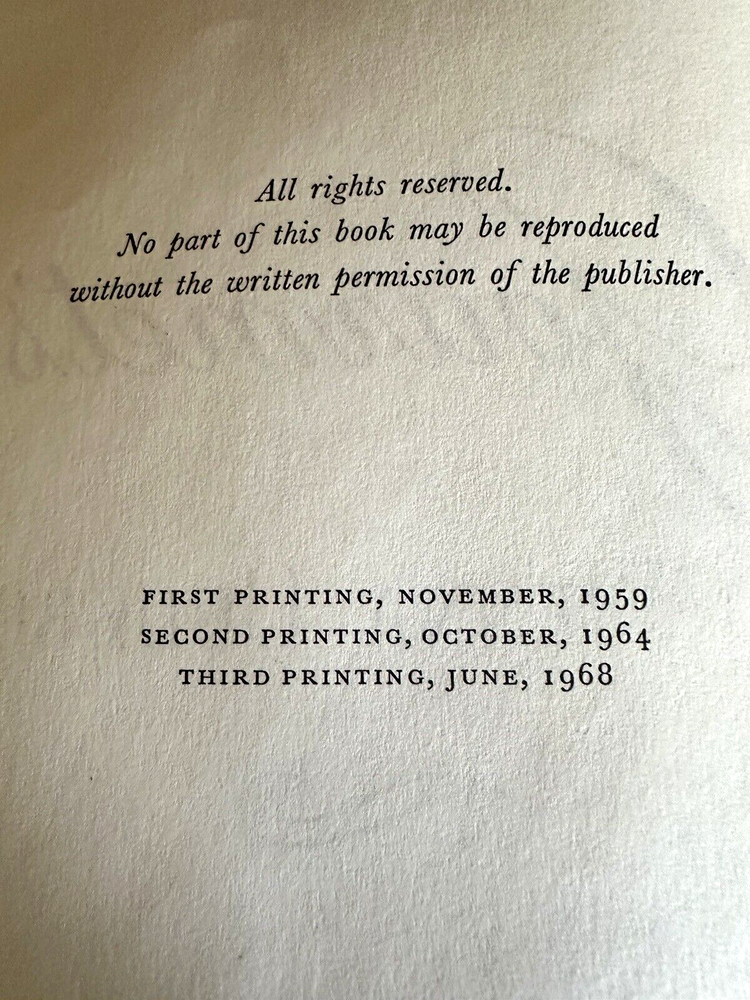 All rights reserved.
No part of this book may be reproduced
without the written permission of the publisher.
FIRST PRINTING, NOVEMBER, 1959
SECOND PRINTING, OCTOBER, 1964
THIRD PRINTING, JUNE, 1968